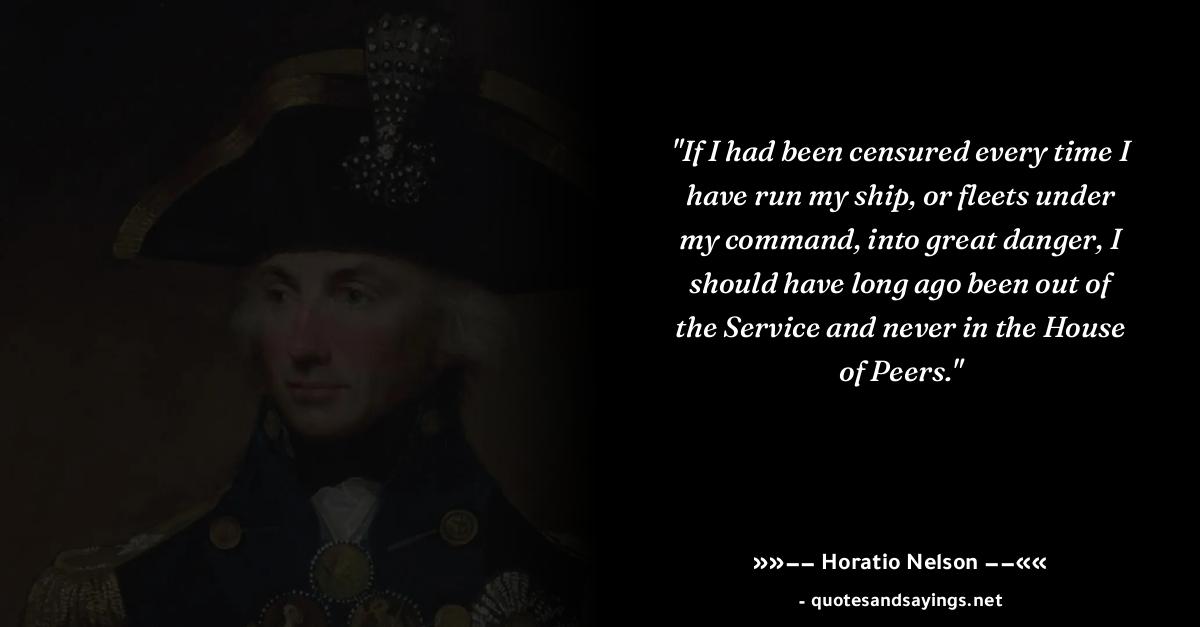 "If I had been censured every time I
have run my ship, or fleets under
my command, into great danger, I
should have long ago been out of
the Service and never in the House
of Peers."
»»−− Horatio Nelson −−««
- quotesandsayings.net